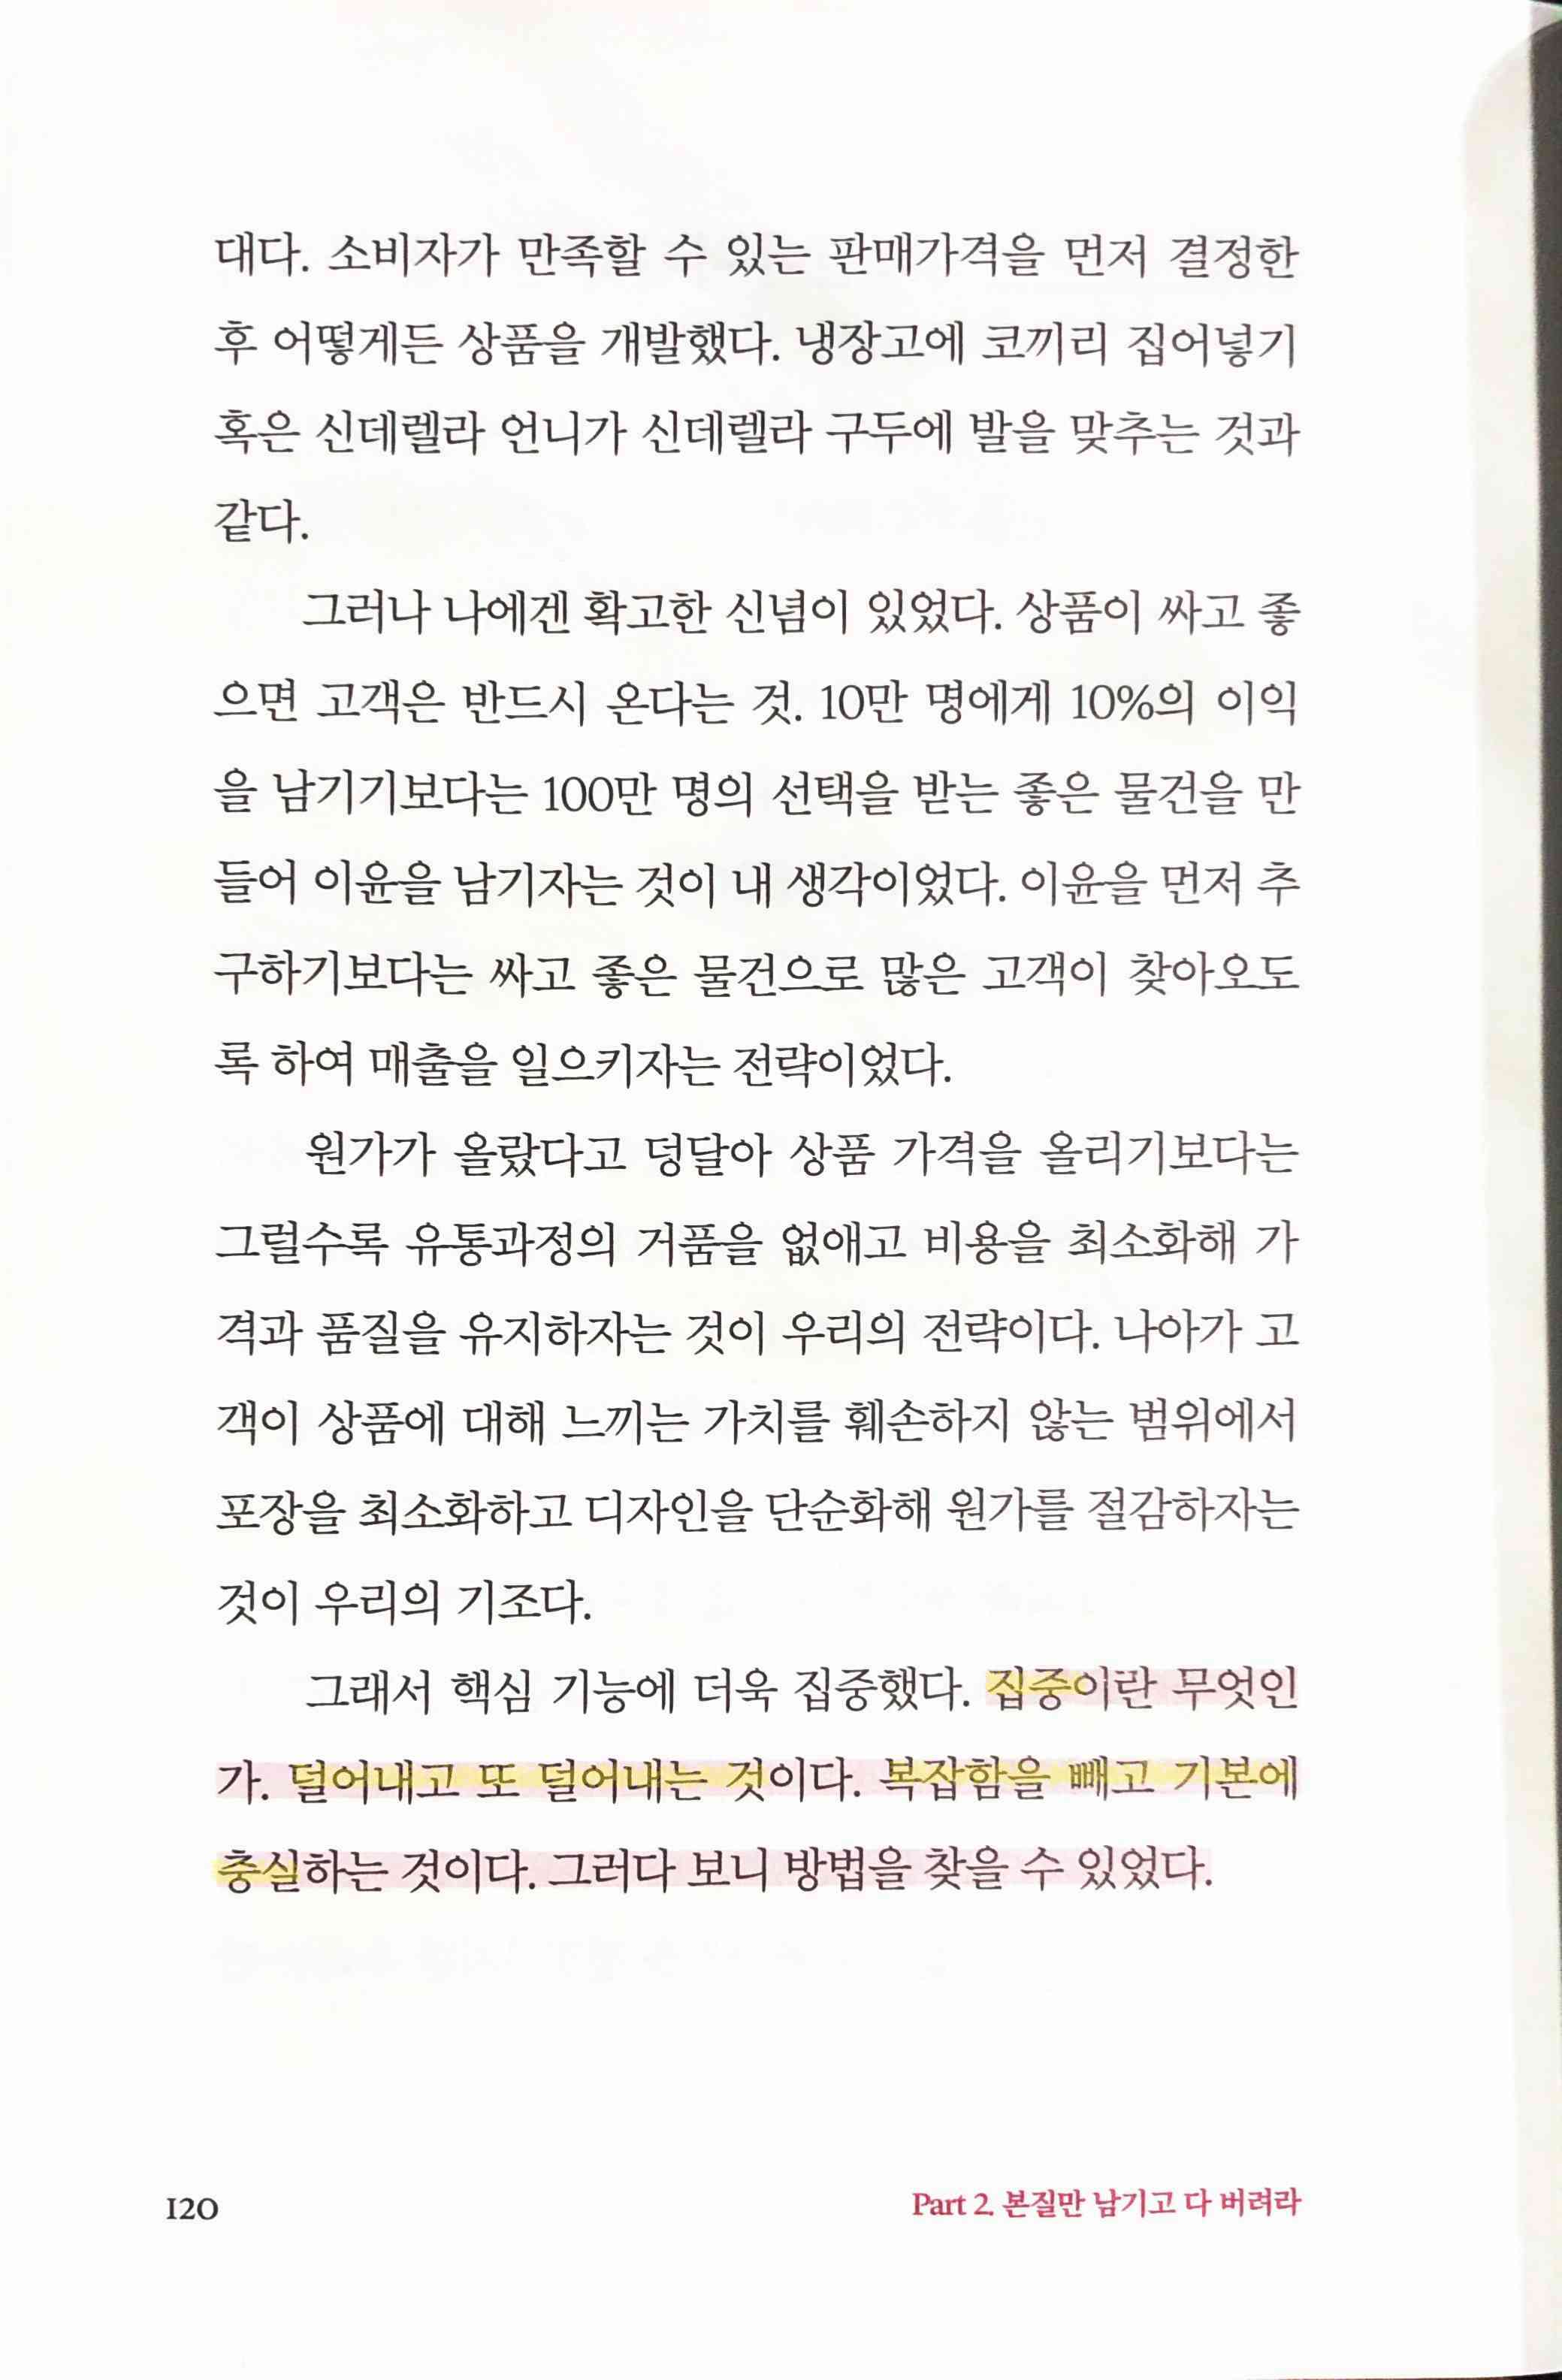 대다. 소비자가 만족할 수 있는 판매가격을 먼저 결정한
후 어떻게든 상품을 개발했다. 냉장고에 코끼리 집어넣기
혹은 신데렐라 언니가 신데렐라 구두에 발을 맞추는 것과
같다.
그러나 나에겐 확고한 신념이 있었다. 상품이 싸고 좋
으면 고객은 반드시 온다는 것. 10만 명에게 10%의 이익
을 남기기보다는 100만 명의 선택을 받는 좋은 물건을 만
들어 이윤을 남기자는 것이 내 생각이었다. 이윤을 먼저 추
구하기보다는 싸고 좋은 물건으로 많은 고객이 찾아오도
록 하여 매출을 일으키자는 전략이었다.
원가가 올랐다고 덩달아 상품 가격을 올리기보다는
그럴수록 유통과정의 거품을 없애고 비용을 최소화해 가
격과 품질을 유지하자는 것이 우리의 전략이다. 나아가 고
객이 상품에 대해 느끼는 가치를 훼손하지 않는 범위에서
포장을 최소화하고 디자인을 단순화해 원가를 절감하자는
것이 우리의 기조다.
그래서 핵심 기능에 더욱 집중했다. 집중이란 무엇인
가. 덜어내고 또 덜어내는 것이다. 복잡함을 빼고 기본에
충실하는 것이다. 그러다 보니 방법을 찾을 수 있었다.
120
Part 2. 본질만 남기고 다 버려라